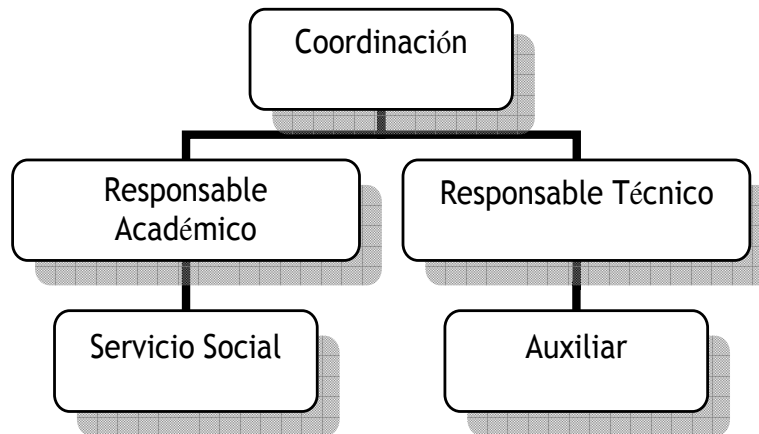 Coordinación
Responsable
Académico
Responsable Técnico
Servicio Social
Auxiliar